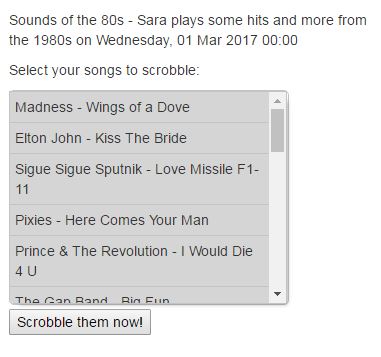 Sounds of the 80s - Sara plays some hits and more from
the 1980s on Wednesday, 01 Mar 2017 00:00
Select your songs to scrobble:
Madness - Wings of a Dove
Elton John - Kiss The Bride
Sigue Sigue Sputnik - Love Missile F1-
11
Pixies - Here Comes Your Man
Prince & The Revolution - I Would Die
4 U
The Gap Band - Big Fun
Scrobble them now!